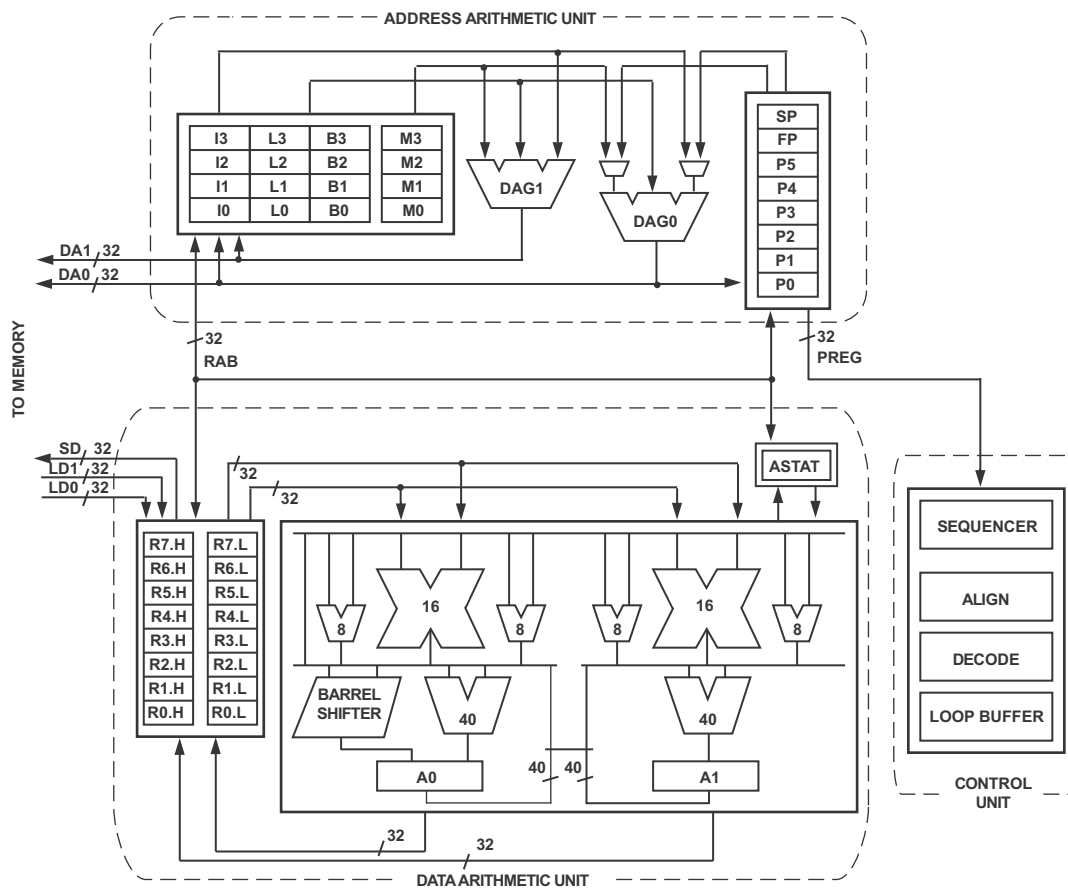 ADDRESS ARITHMETIC UNIT
I3 L3 B3 M3
I2 L2 B2 M2
I1 L1 B1 M1
I0 L0 B0 M0
DAG1
DAG0
SP
FP
P5
P4
P3
P2
P1
P0
DA1 32
DA0 32
32
RAB
32
PREG
TO MEMORY
SD 32
LD1 32
LD0 32
32
32
ASTAT
R7.H R7.L
R6.H R6.L
R5.H R5.L
R4.H R4.L
R3.H R3.L
R2.H R2.L
R1.H R1.L
R0.H R0.L
16
16
8
8
8
8
BARREL
SHIFTER
40
40
A0
40
40
A1
32
32
DATA ARITHMETIC UNIT
SEQUENCER
ALIGN
DECODE
LOOP BUFFER
CONTROL
UNIT